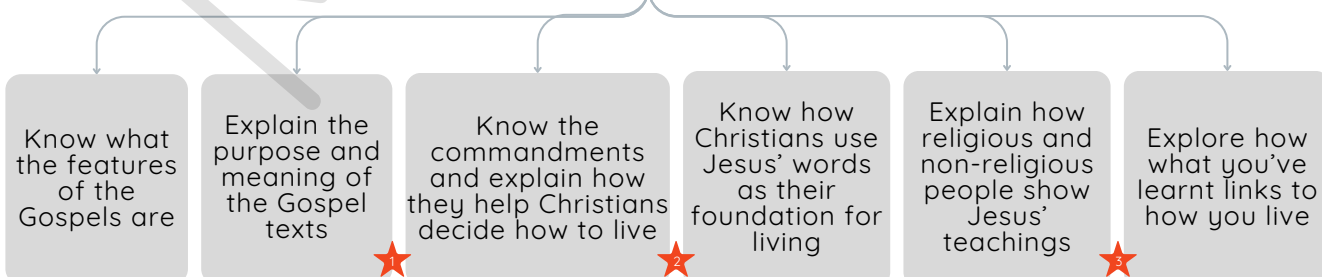 Know what
the features
of the
Gospels are
Explain the
purpose and
meaning of
the Gospel
texts
Know the
commandments
and explain how
they help Christians
decide how to live
Know how
Christians use
Jesus’ words
as their
foundation for
living
Explain how
religious and
non-religious
people show
Jesus’
teachings
Explore how
what you’ve
learnt links to
how you live
1
2
3